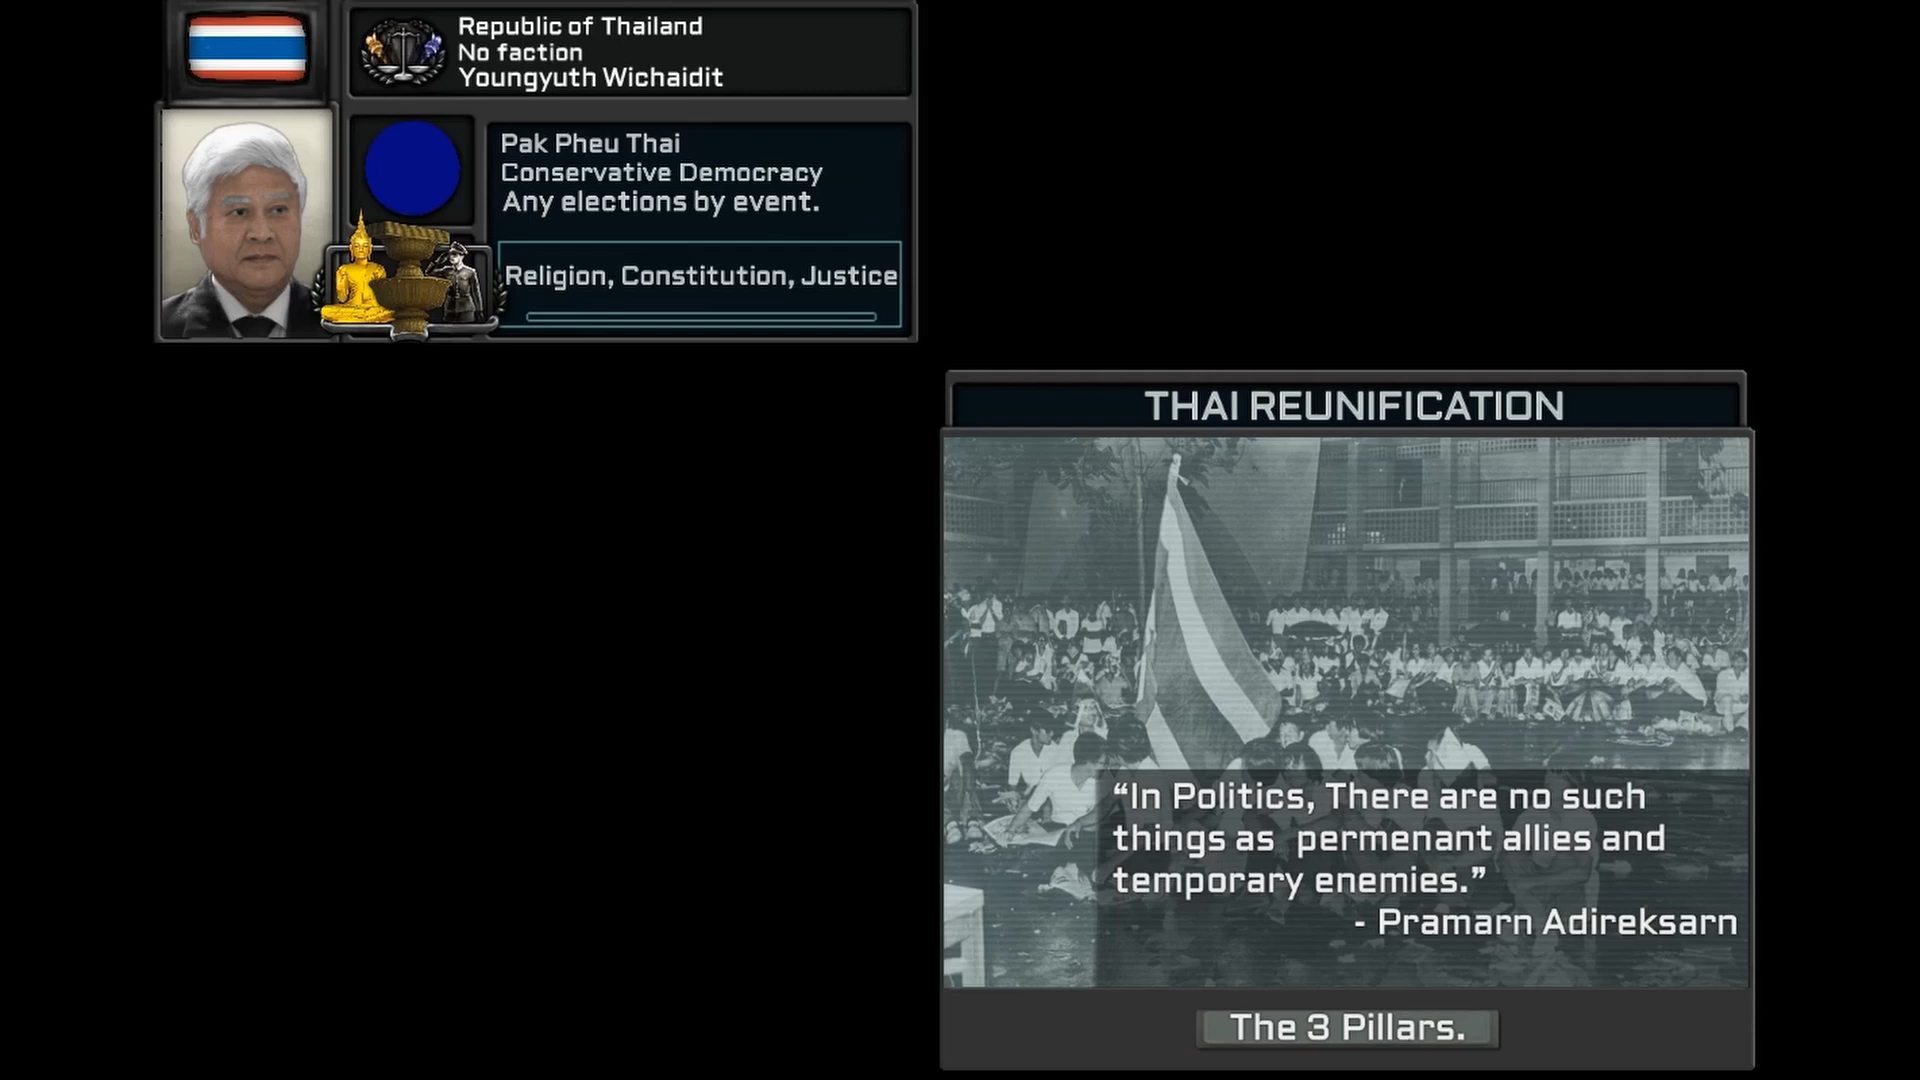 Republic of Thailand
No faction
Youngyuth Wichaidit
Pak Pheu Thai
Conservative Democracy
Any elections by event.
Religion, Constitution, Justice
THAI REUNIFICATION
“In Politics, There are no such
things as permenant allies and
temporary enemies.”
- Pramarn Adireksarn
The 3 Pillars.